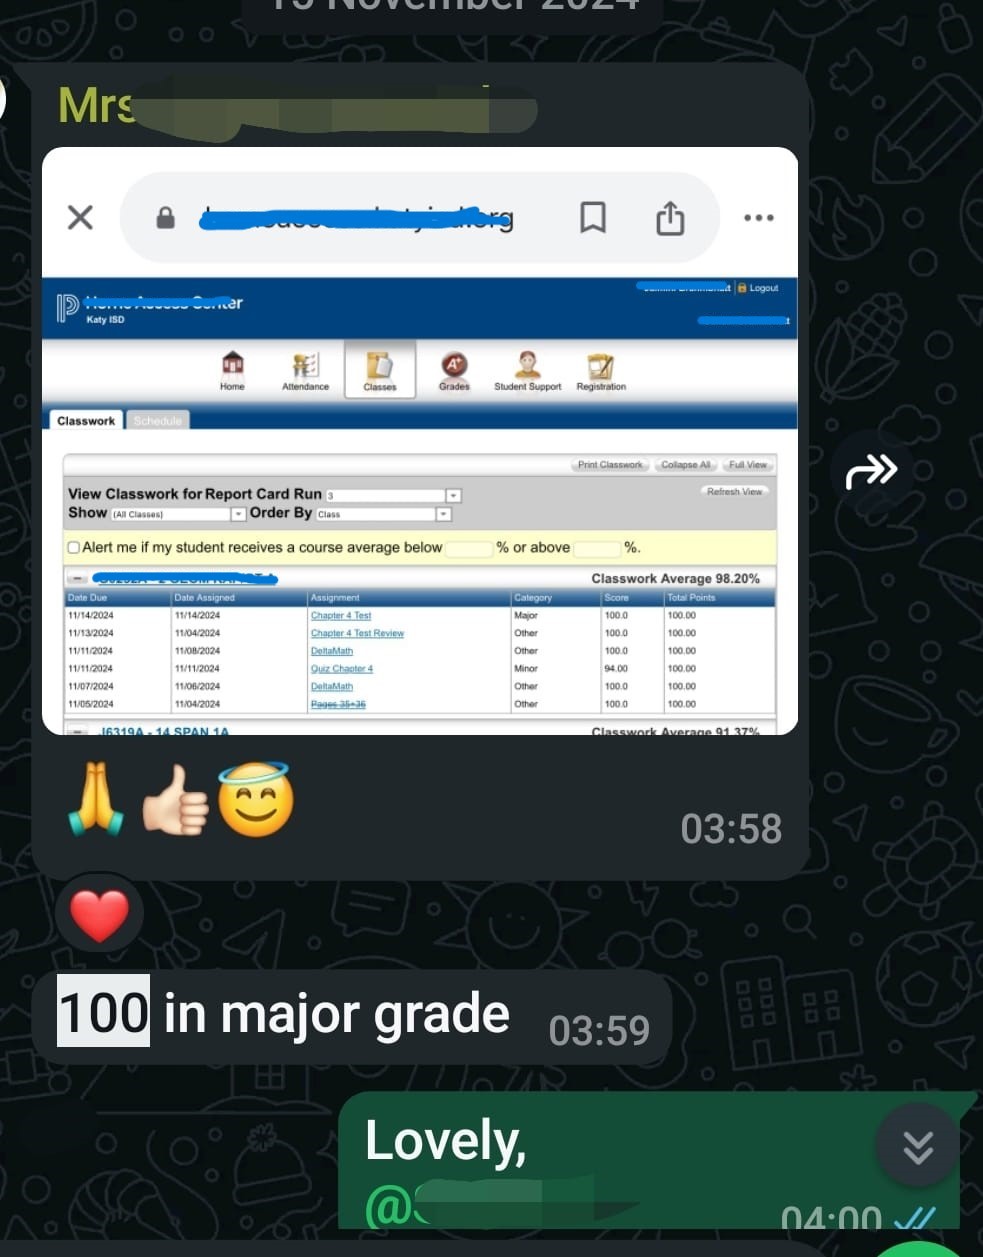 15 November 2024
Mrs
Katy ISD
Logout
Home Attendance Classes Grades Student Support Registration
Classwork Schedule
Print Classwork Collapse All Full View
View Classwork for Report Card Run 3
Refresh View
Show (All Classes) Order By Class
Alert me if my student receives a course average below % or above %.
Classwork Average 98.20%
Date Due Date Assigned Assignment Category Score Total Points
11/14/2024 11/14/2024 Chapter 4 Test Major 100.0 100.00
11/13/2024 11/04/2024 Chapter 4 Test Review Other 100.0 100.00
11/11/2024 11/08/2024 DeltaMath Other 100.0 100.00
11/11/2024 11/11/2024 Quiz Chapter 4 Minor 94.00 100.00
11/07/2024 11/06/2024 DeltaMath Other 100.0 100.00
11/05/2024 11/04/2024 Pages 35-36 Other 100.0 100.00
J6319A - 14 SPAN 1A Classwork Average 91.37%
🙏👍🏻😇
03:58
❤️
100 in major grade 03:59
Lovely,
@
04:00